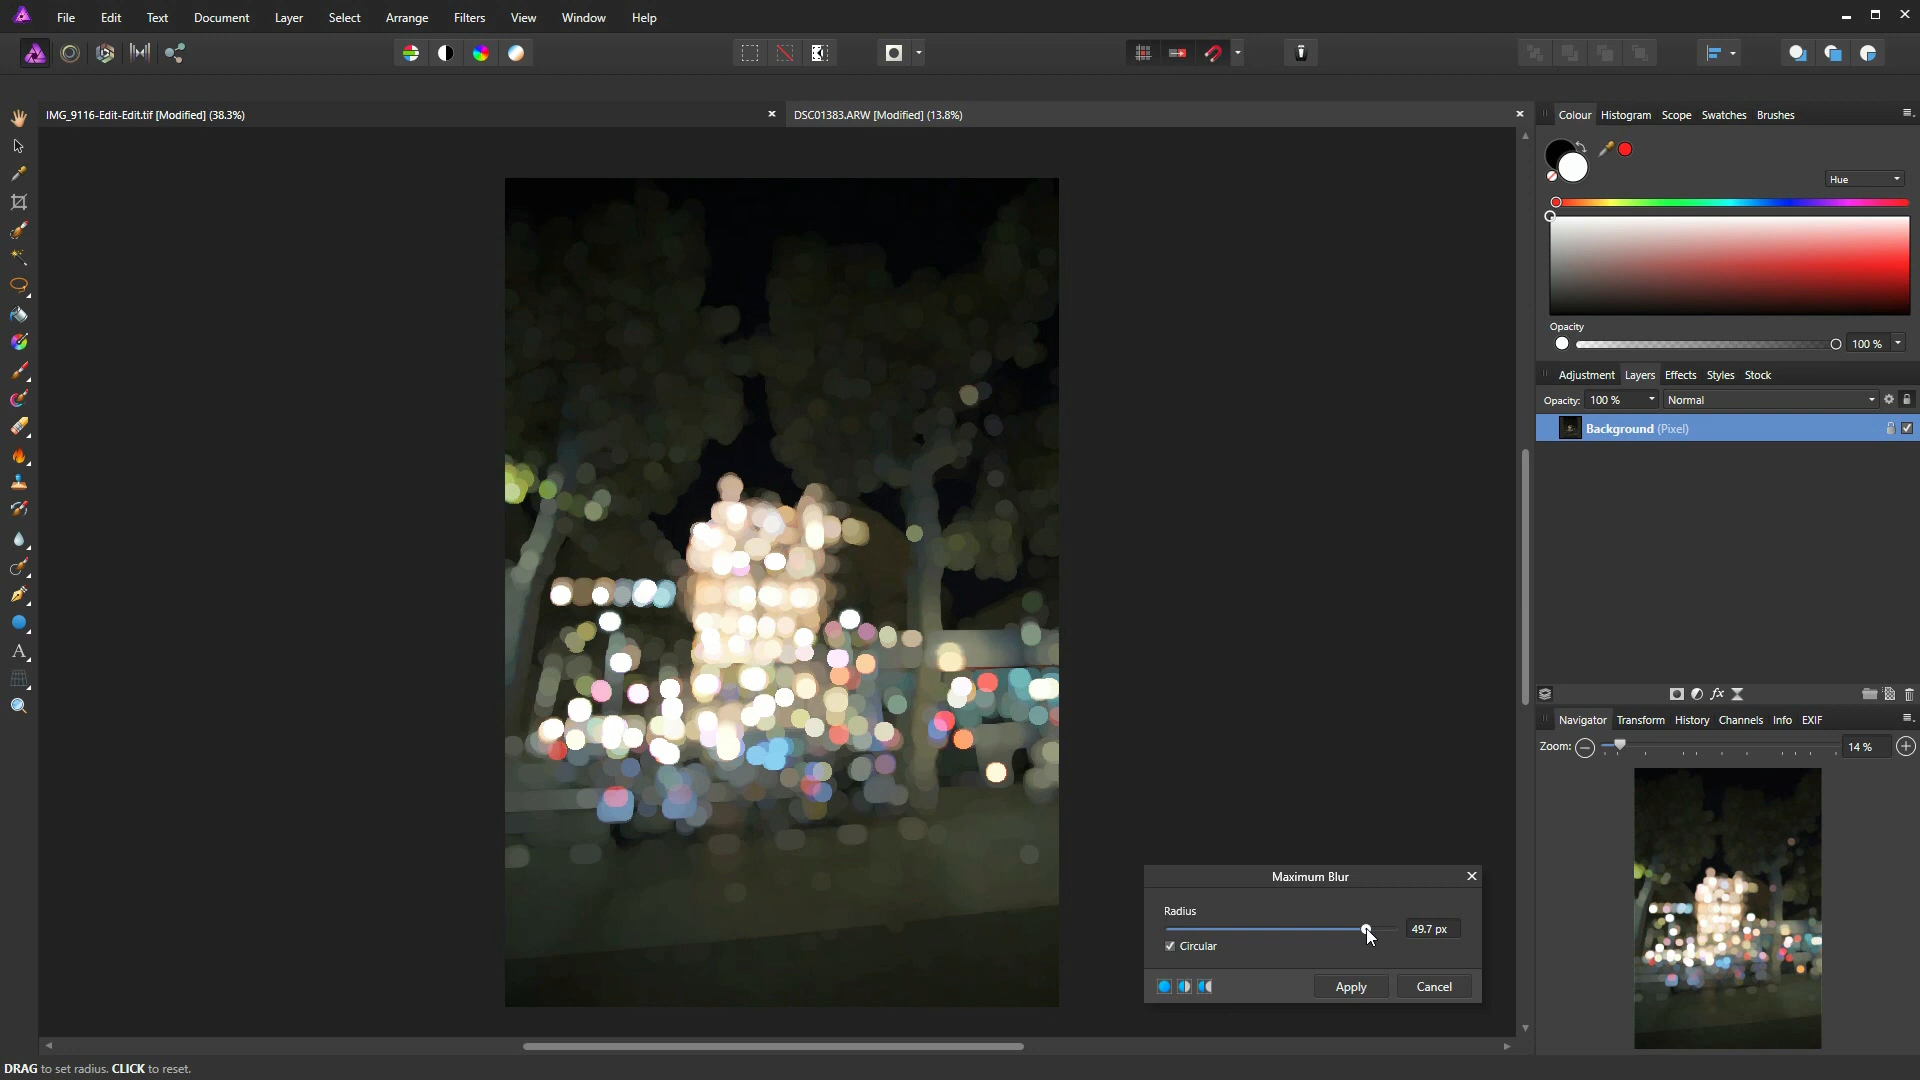 File Edit Text Document Layer Select Arrange Filters View Window Help
IMG_9116-Edit-Edit.tif [Modified] (38.3%)
DSC01383.ARW [Modified] (13.8%)
Colour Histogram Scope Swatches Brushes
Hue
Opacity
100 %
Adjustment Layers Effects Styles Stock
Opacity: 100 % Normal
Background (Pixel)
fx
Navigator Transform History Channels Info EXIF
Zoom: 14 %
Maximum Blur
Radius
49.7 px
Circular
Apply Cancel
DRAG to set radius. CLICK to reset.